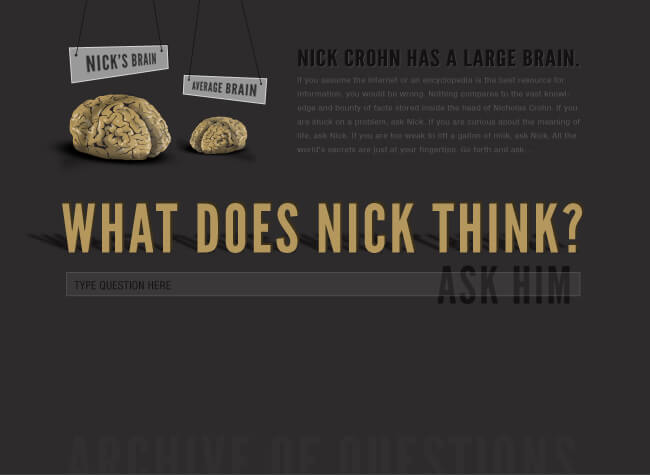 NICK'S BRAIN
AVERAGE BRAIN
NICK CROHN HAS A LARGE BRAIN.
If you assume the Internet or an encyclopedia is the best resource for
information, you would be wrong. Nothing compares to the vast knowl-
edge and bounty of facts stored inside the head of Nicholas Crohn. If you
are stuck on a problem, ask Nick. If you are curious about the meaning of
life, ask Nick. If you are too weak to lift a gallon of milk, ask Nick. All the
world's secrets are just at your fingertips. Go forth and ask...
WHAT DOES NICK THINK?
TYPE QUESTION HERE
ASK HIM
ARCHIVE OF QUESTIONS